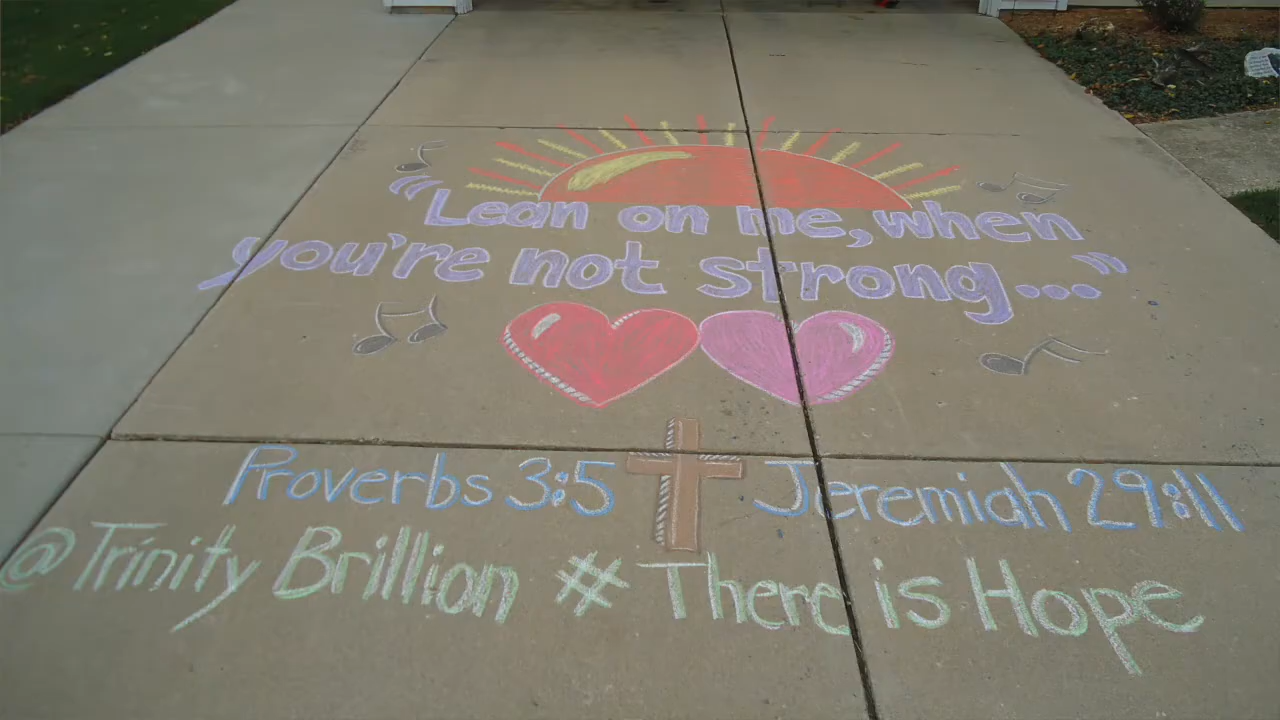 “Lean on me, when
you're not strong...”
Proverbs 3:5 Jeremiah 29:11
@Trinity Brillion # There is Hope